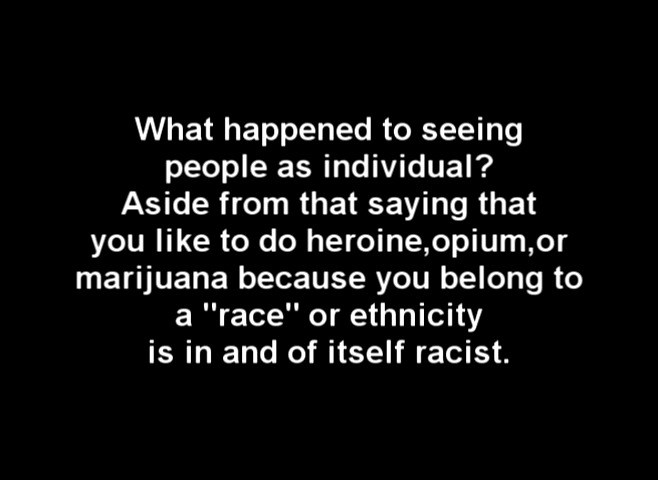 What happened to seeing
people as individual?
Aside from that saying that
you like to do heroine,opium,or
marijuana because you belong to
a "race" or ethnicity
is in and of itself racist.